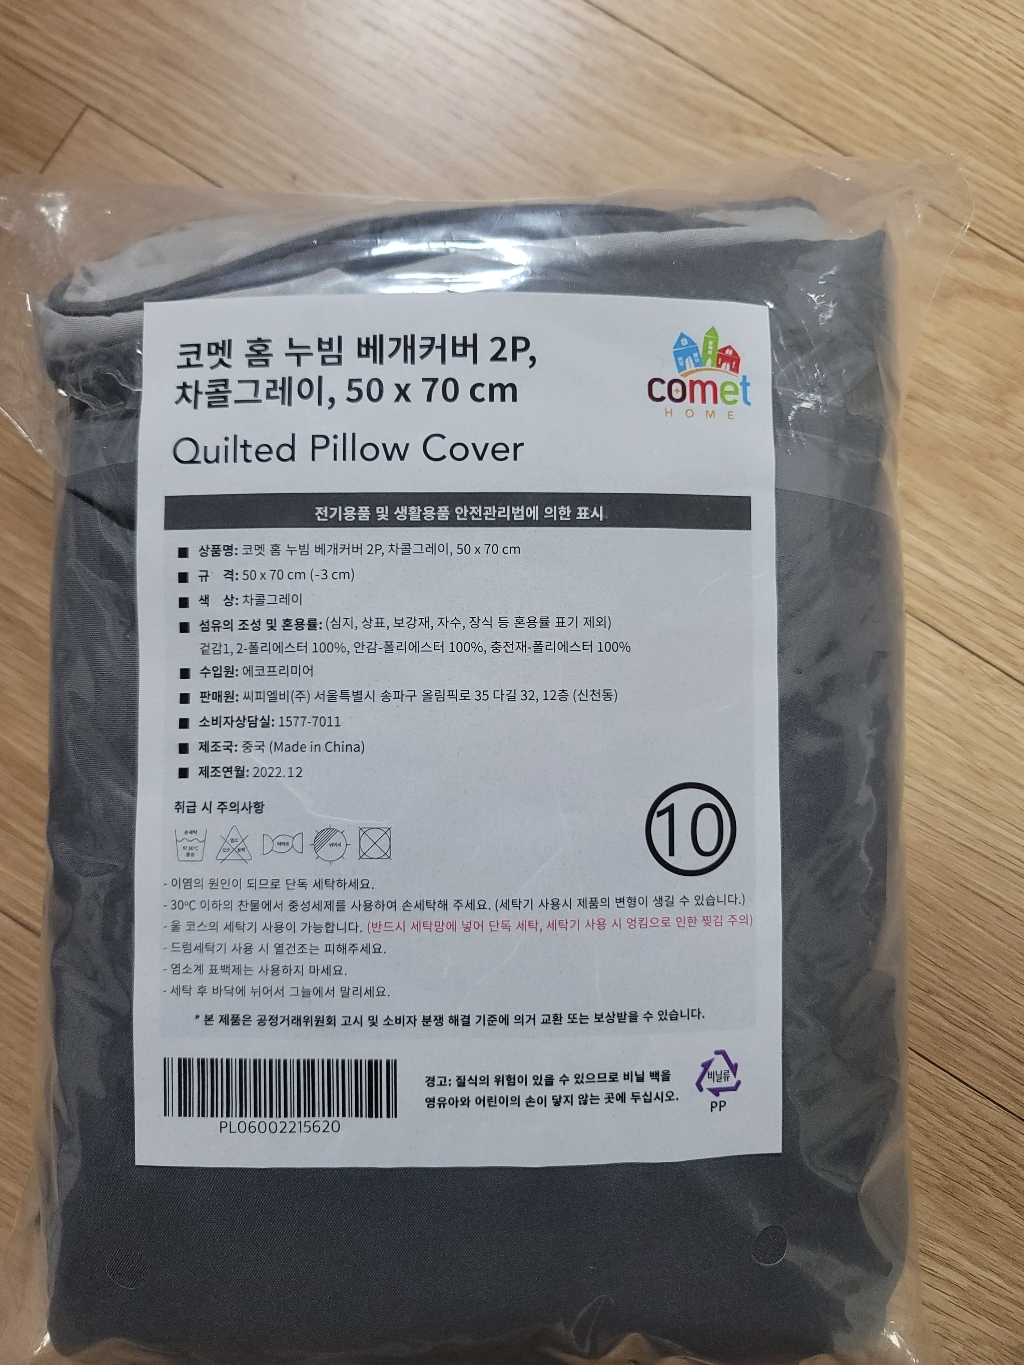 코멧 홈 누빔 베개커버 2P,
차콜그레이, 50 x 70 cm
comet
HOME
Quilted Pillow Cover
전기용품 및 생활용품 안전관리법에 의한 표시
■ 상품명: 코멧 홈 누빔 베개커버 2P, 차콜그레이, 50 x 70 cm
■ 규 격: 50 x 70 cm (-3 cm)
■ 색 상: 차콜그레이
■ 섬유의 조성 및 혼용률: (심지, 상표, 보강재, 자수, 장식 등 혼용률 표기 제외)
겉감1, 2-폴리에스터 100%, 안감-폴리에스터 100%, 충전재-폴리에스터 100%
■ 수입원: 에코프리미어
■ 판매원: 씨피엘비(주) 서울특별시 송파구 올림픽로 35 다길 32, 12층 (신천동)
■ 소비자상담실: 1577-7011
■ 제조국: 중국 (Made in China)
■ 제조연월: 2022.12
취급 시 주의사항
10
손세탁
약 30℃
중성
염소
- 이염의 원인이 되므로 단독 세탁하세요.
- 30ºC 이하의 찬물에서 중성세제를 사용하여 손세탁해 주세요. (세탁기 사용시 제품의 변형이 생길 수 있습니다.)
- 울 코스의 세탁기 사용이 가능합니다. (반드시 세탁망에 넣어 단독 세탁, 세탁기 사용 시 엉킴으로 인한 찢김 주의)
- 드럼세탁기 사용 시 열건조는 피해주세요.
- 염소계 표백제는 사용하지 마세요.
- 세탁 후 바닥에 뉘어서 그늘에서 말리세요.
* 본 제품은 공정거래위원회 고시 및 소비자 분쟁 해결 기준에 의거 교환 또는 보상받을 수 있습니다.
PL06002215620
경고: 질식의 위험이 있을 수 있으므로 비닐 백을
영유아와 어린이의 손이 닿지 않는 곳에 두십시오.
비닐류
PP